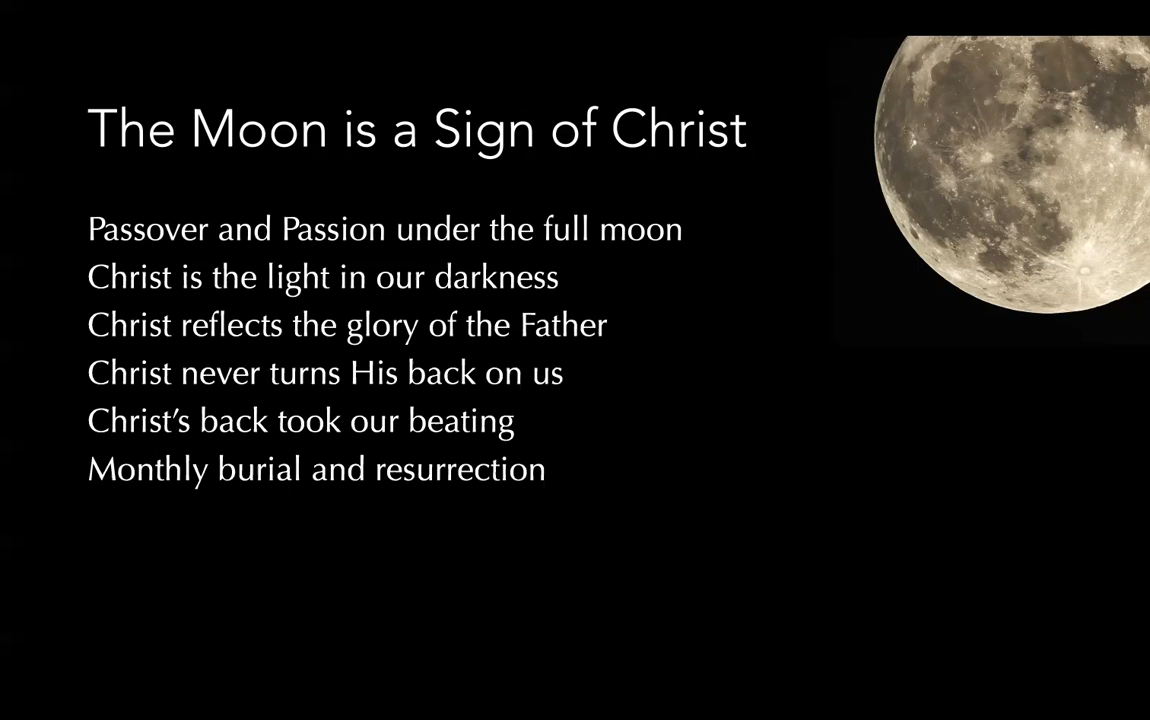 The Moon is a Sign of Christ
Passover and Passion under the full moon
Christ is the light in our darkness
Christ reflects the glory of the Father
Christ never turns His back on us
Christ’s back took our beating
Monthly burial and resurrection